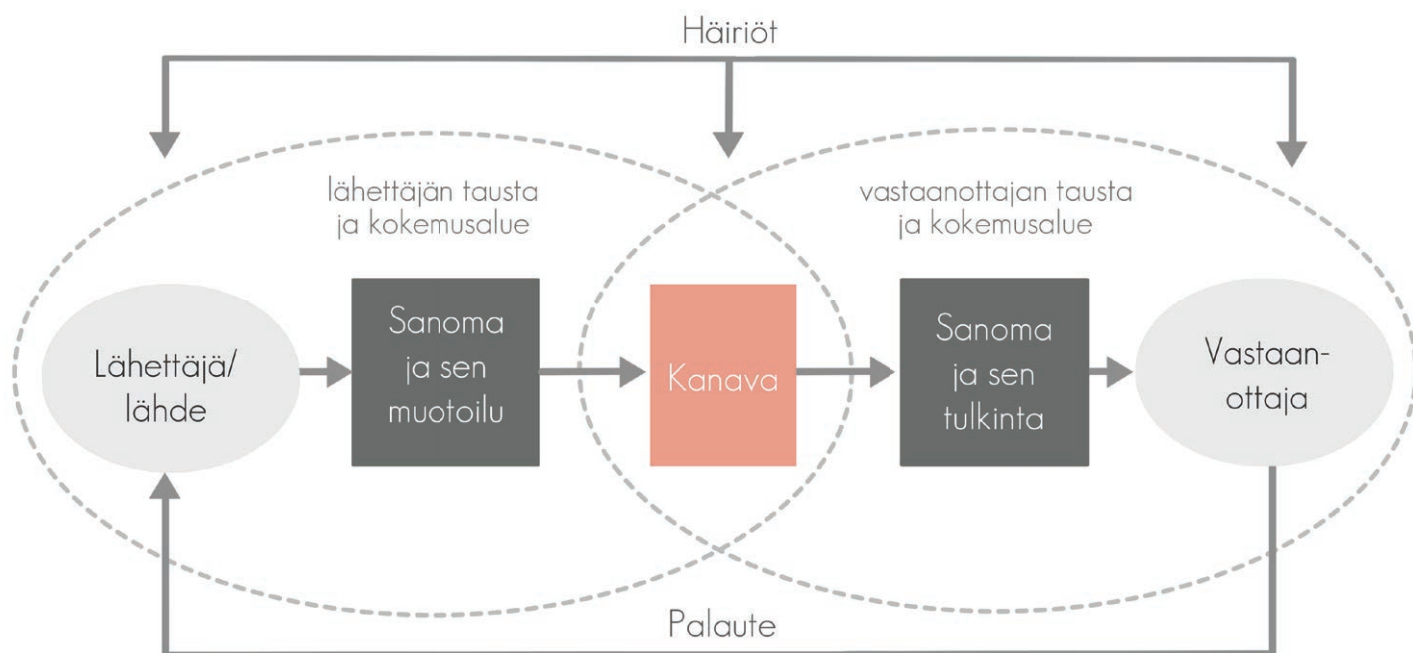 Häiriöt
lähettäjän tausta
ja kokemusalue
vastaanottajan tausta
ja kokemusalue
Lähettäjä/
lähde
Sanoma
ja sen
muotoilu
Kanava
Sanoma
ja sen
tulkinta
Vastaan-
ottaja
Palaute